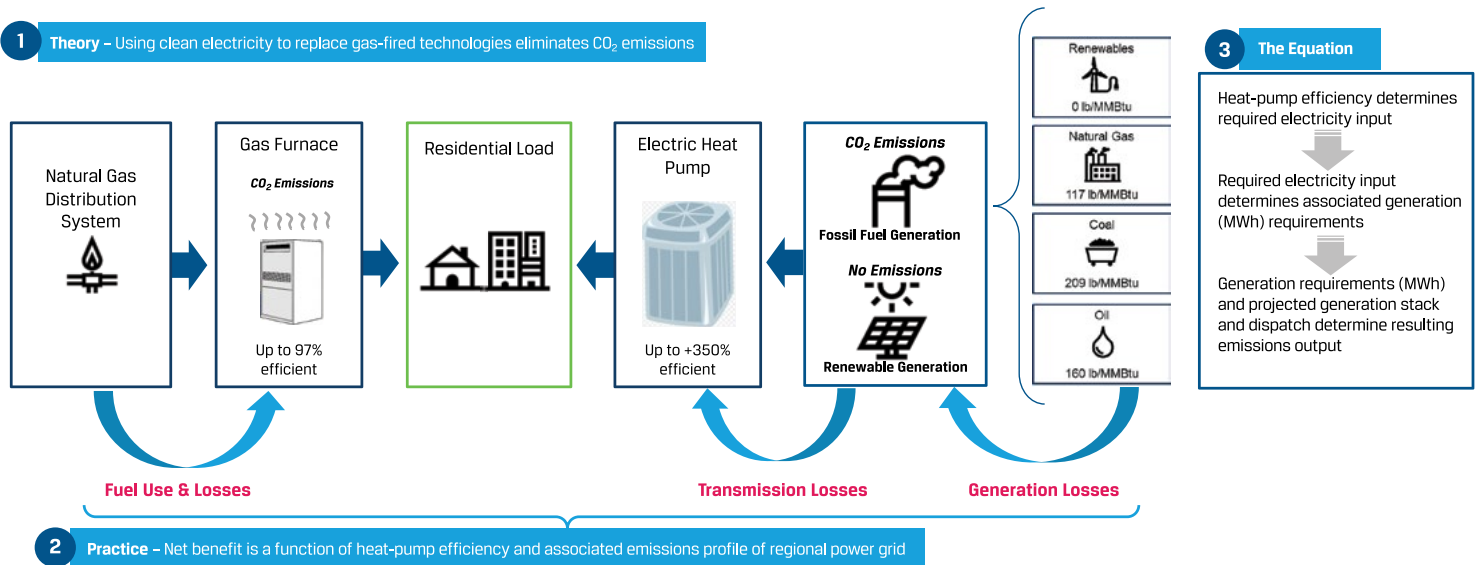 1 Theory – Using clean electricity to replace gas-fired technologies eliminates CO₂ emissions
Natural Gas
Distribution
System
Gas Furnace
CO₂ Emissions
Up to 97%
efficient
Residential Load
Electric Heat
Pump
Up to +350%
efficient
CO₂ Emissions
Fossil Fuel Generation
No Emissions
Renewable Generation
Renewables
0 lb/MMBtu
Natural Gas
117 lb/MMBtu
Coal
209 lb/MMBtu
Oil
160 lb/MMBtu
3 The Equation
Heat-pump efficiency determines
required electricity input
Required electricity input
determines associated generation
(MWh) requirements
Generation requirements (MWh)
and projected generation stack
and dispatch determine resulting
emissions output
Fuel Use & Losses
Transmission Losses
Generation Losses
2 Practice – Net benefit is a function of heat-pump efficiency and associated emissions profile of regional power grid